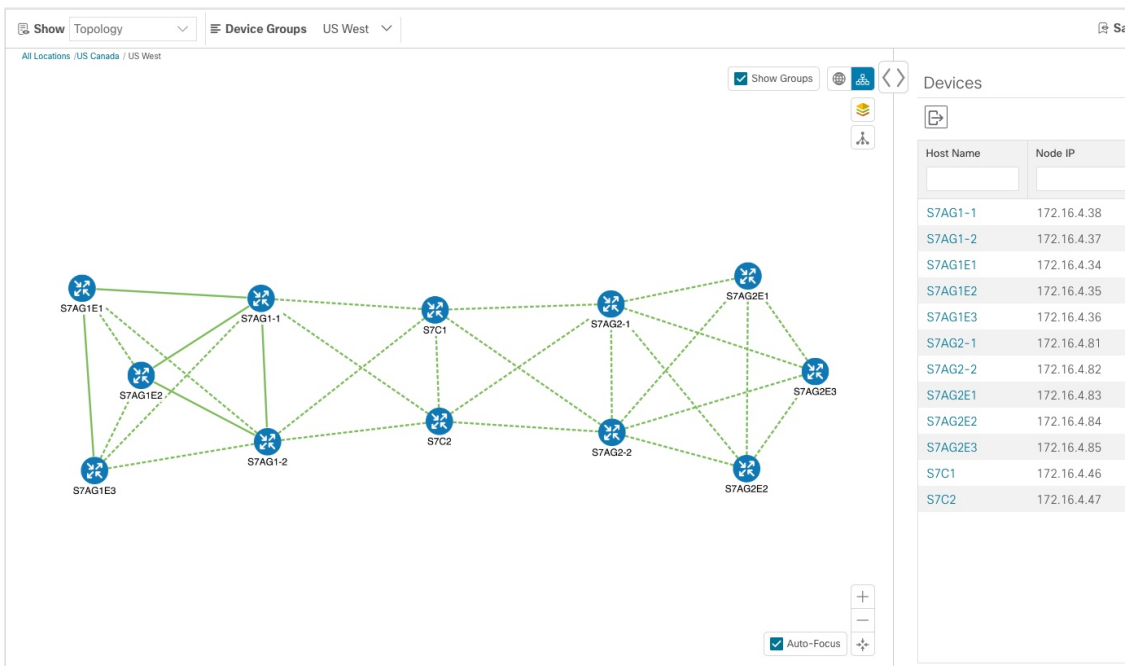 Show Topology Device Groups US West
All Locations /US Canada / US West
Show Groups
Devices
Host Name Node IP
S7AG1-1 172.16.4.38
S7AG1-2 172.16.4.37
S7AG1E1 172.16.4.34
S7AG1E2 172.16.4.35
S7AG1E3 172.16.4.36
S7AG2-1 172.16.4.81
S7AG2-2 172.16.4.82
S7AG2E1 172.16.4.83
S7AG2E2 172.16.4.84
S7AG2E3 172.16.4.85
S7C1 172.16.4.46
S7C2 172.16.4.47
S7AG2E1
S7AG1E1
S7AG1-1
S7C1
S7AG2-1
S7AG1E2
S7AG2E3
S7C2
S7AG2-2
S7AG1-2
S7AG1E3
S7AG2E2
Auto-Focus